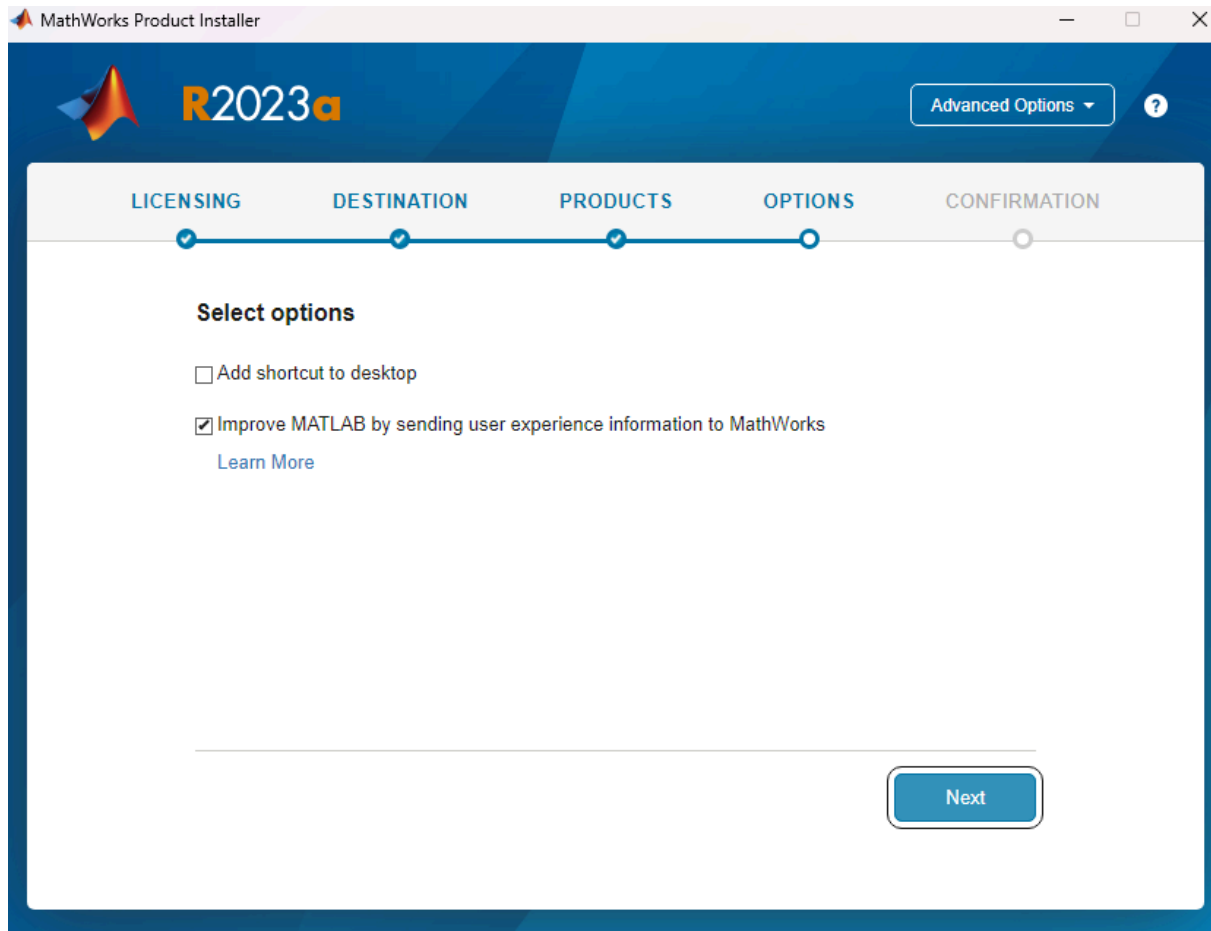 MathWorks Product Installer
R2023a
Advanced Options
?
LICENSING DESTINATION PRODUCTS OPTIONS CONFIRMATION
Select options
Add shortcut to desktop
Improve MATLAB by sending user experience information to MathWorks
Learn More
Next